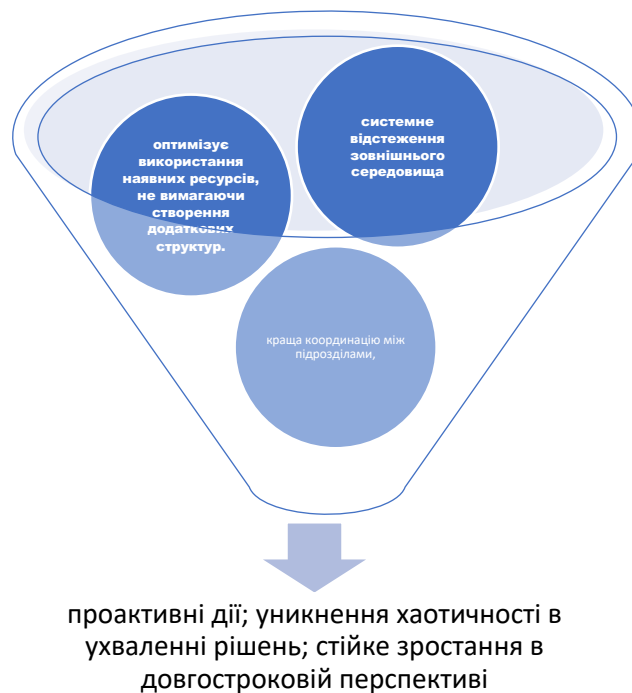 оптимізує
використання
наявних ресурсів,
не вимагаючи
створення
додаткових
структур.
системне
відстеження
зовнішнього
середовища
краща координацію між
підрозділами,
проактивні дії; уникнення хаотичності в
ухваленні рішень; стійке зростання в
довгостроковій перспективі